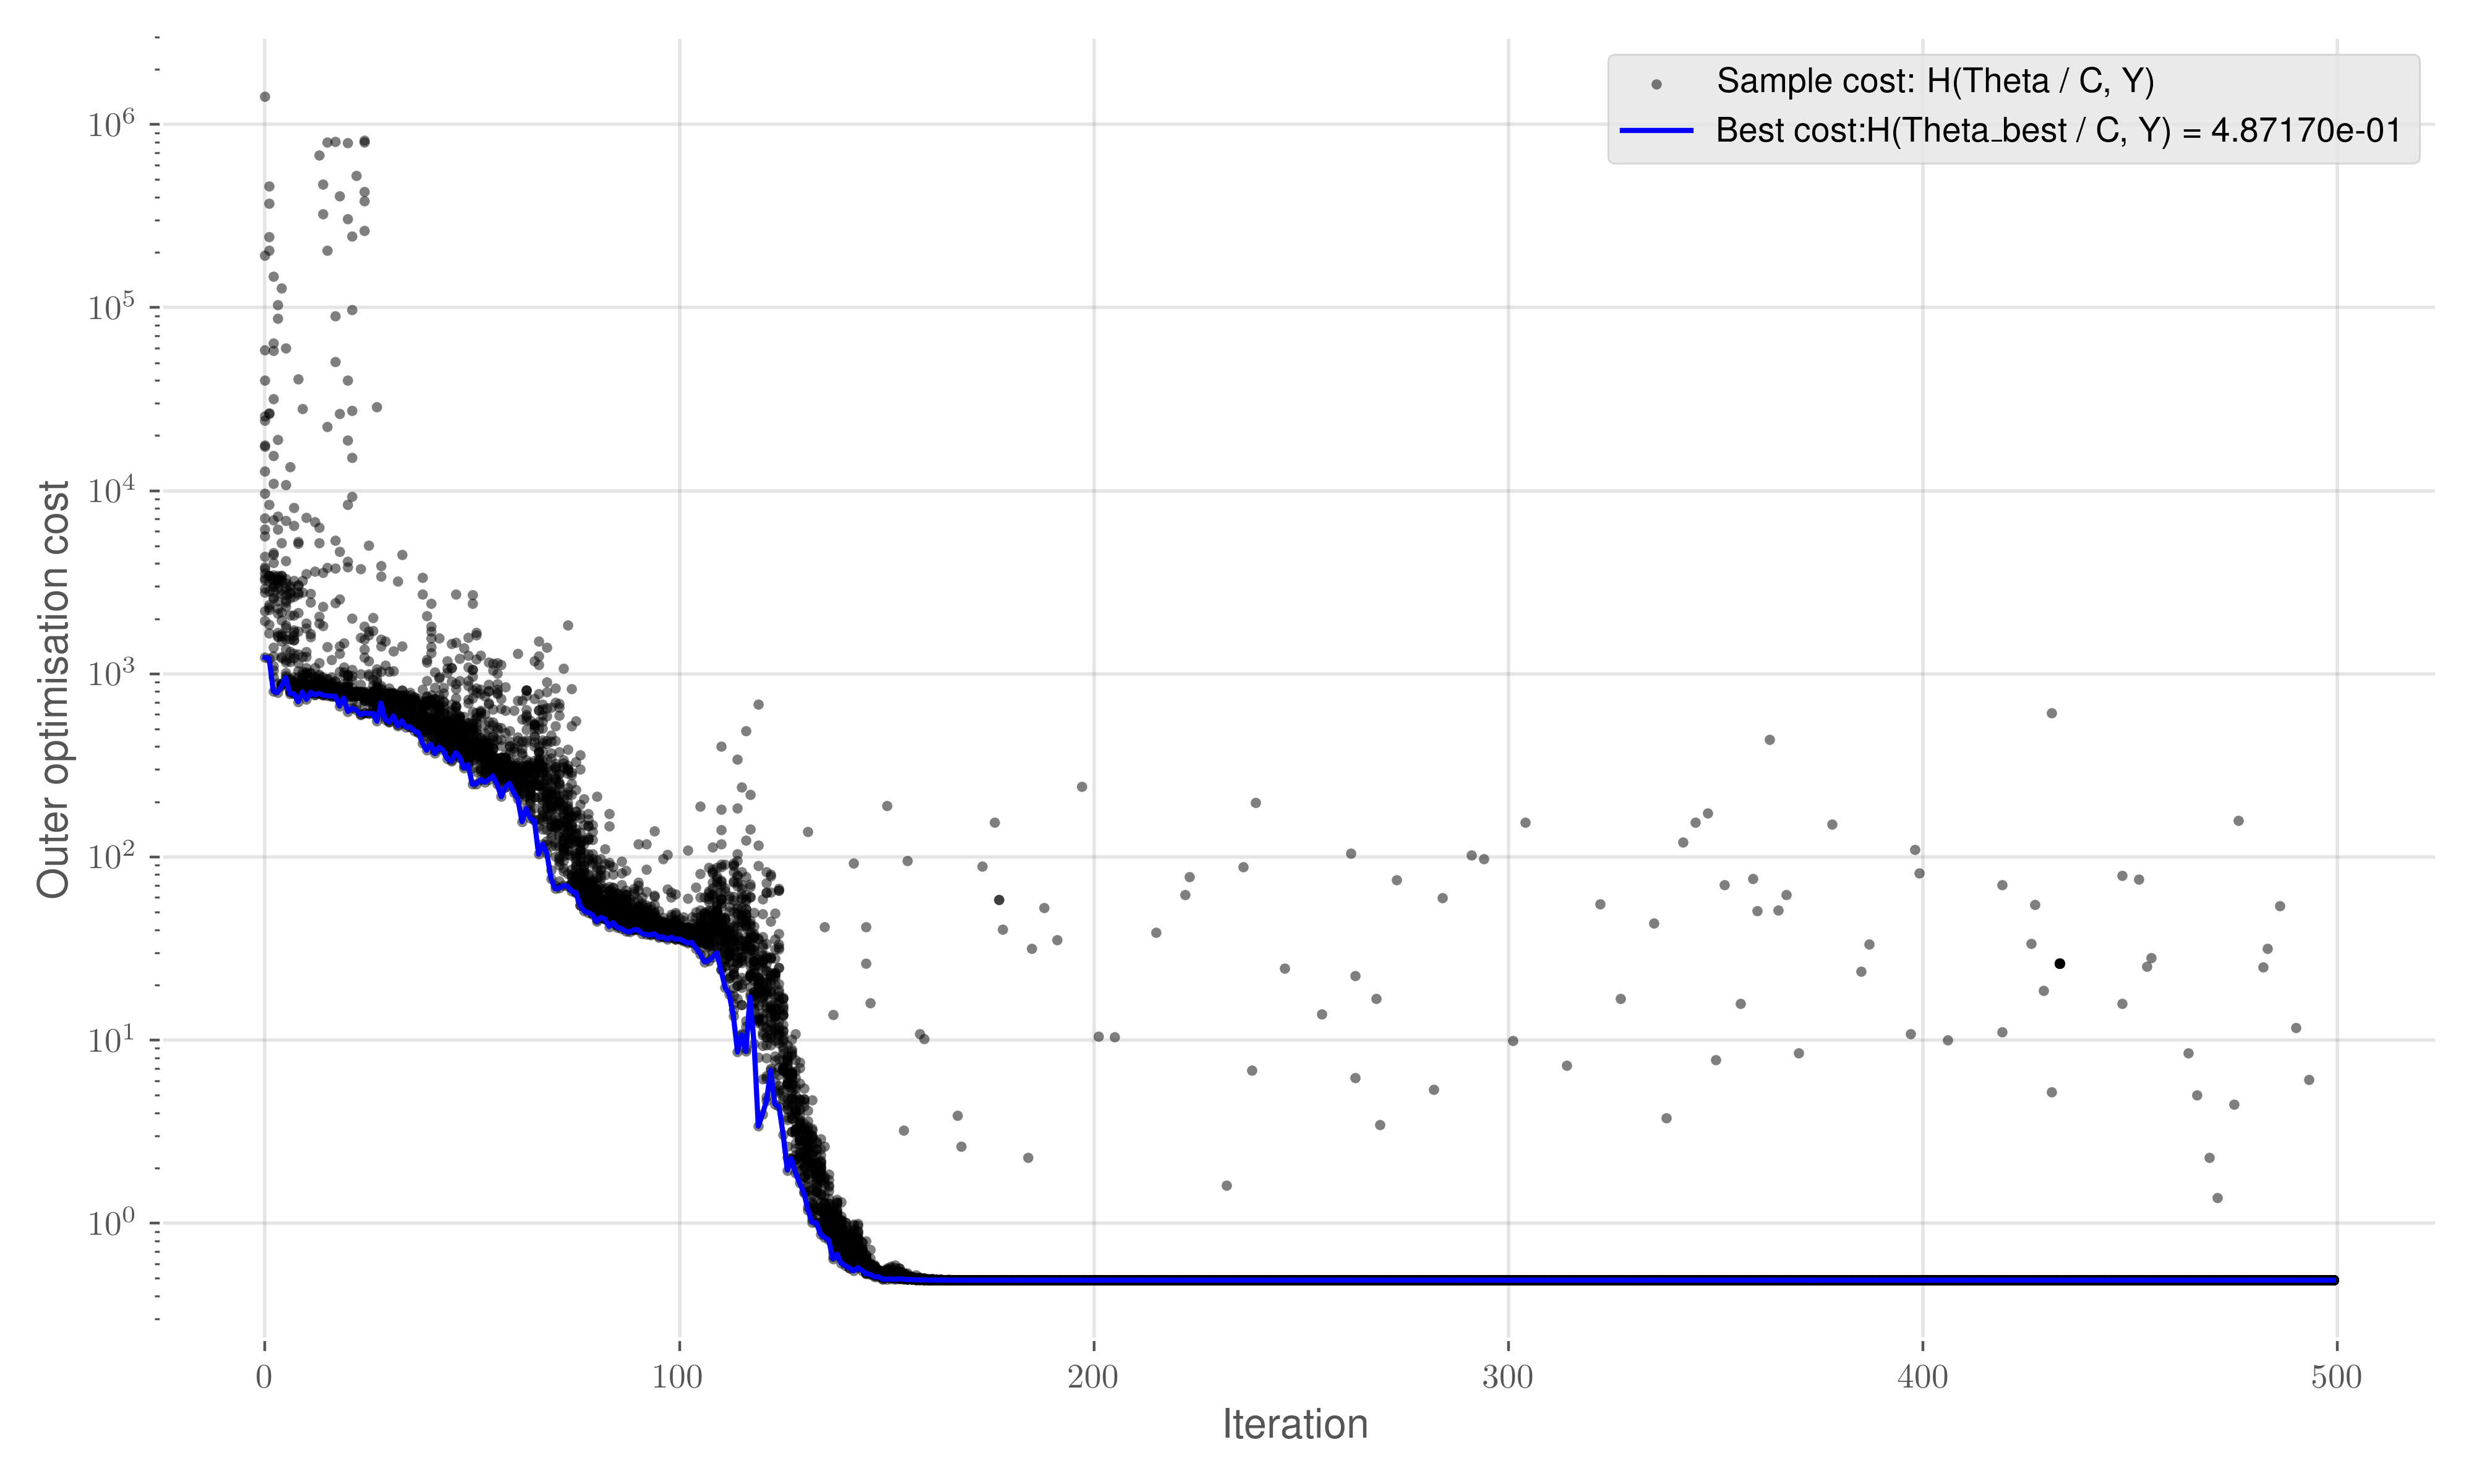 Sample cost: H(Theta / C, Y)
Best cost:H(Theta_best / C, Y) = 4.87170e-01
Outer optimisation cost
10^6
10^5
10^4
10^3
10^2
10^1
10^0
0 100 200 300 400 500
Iteration